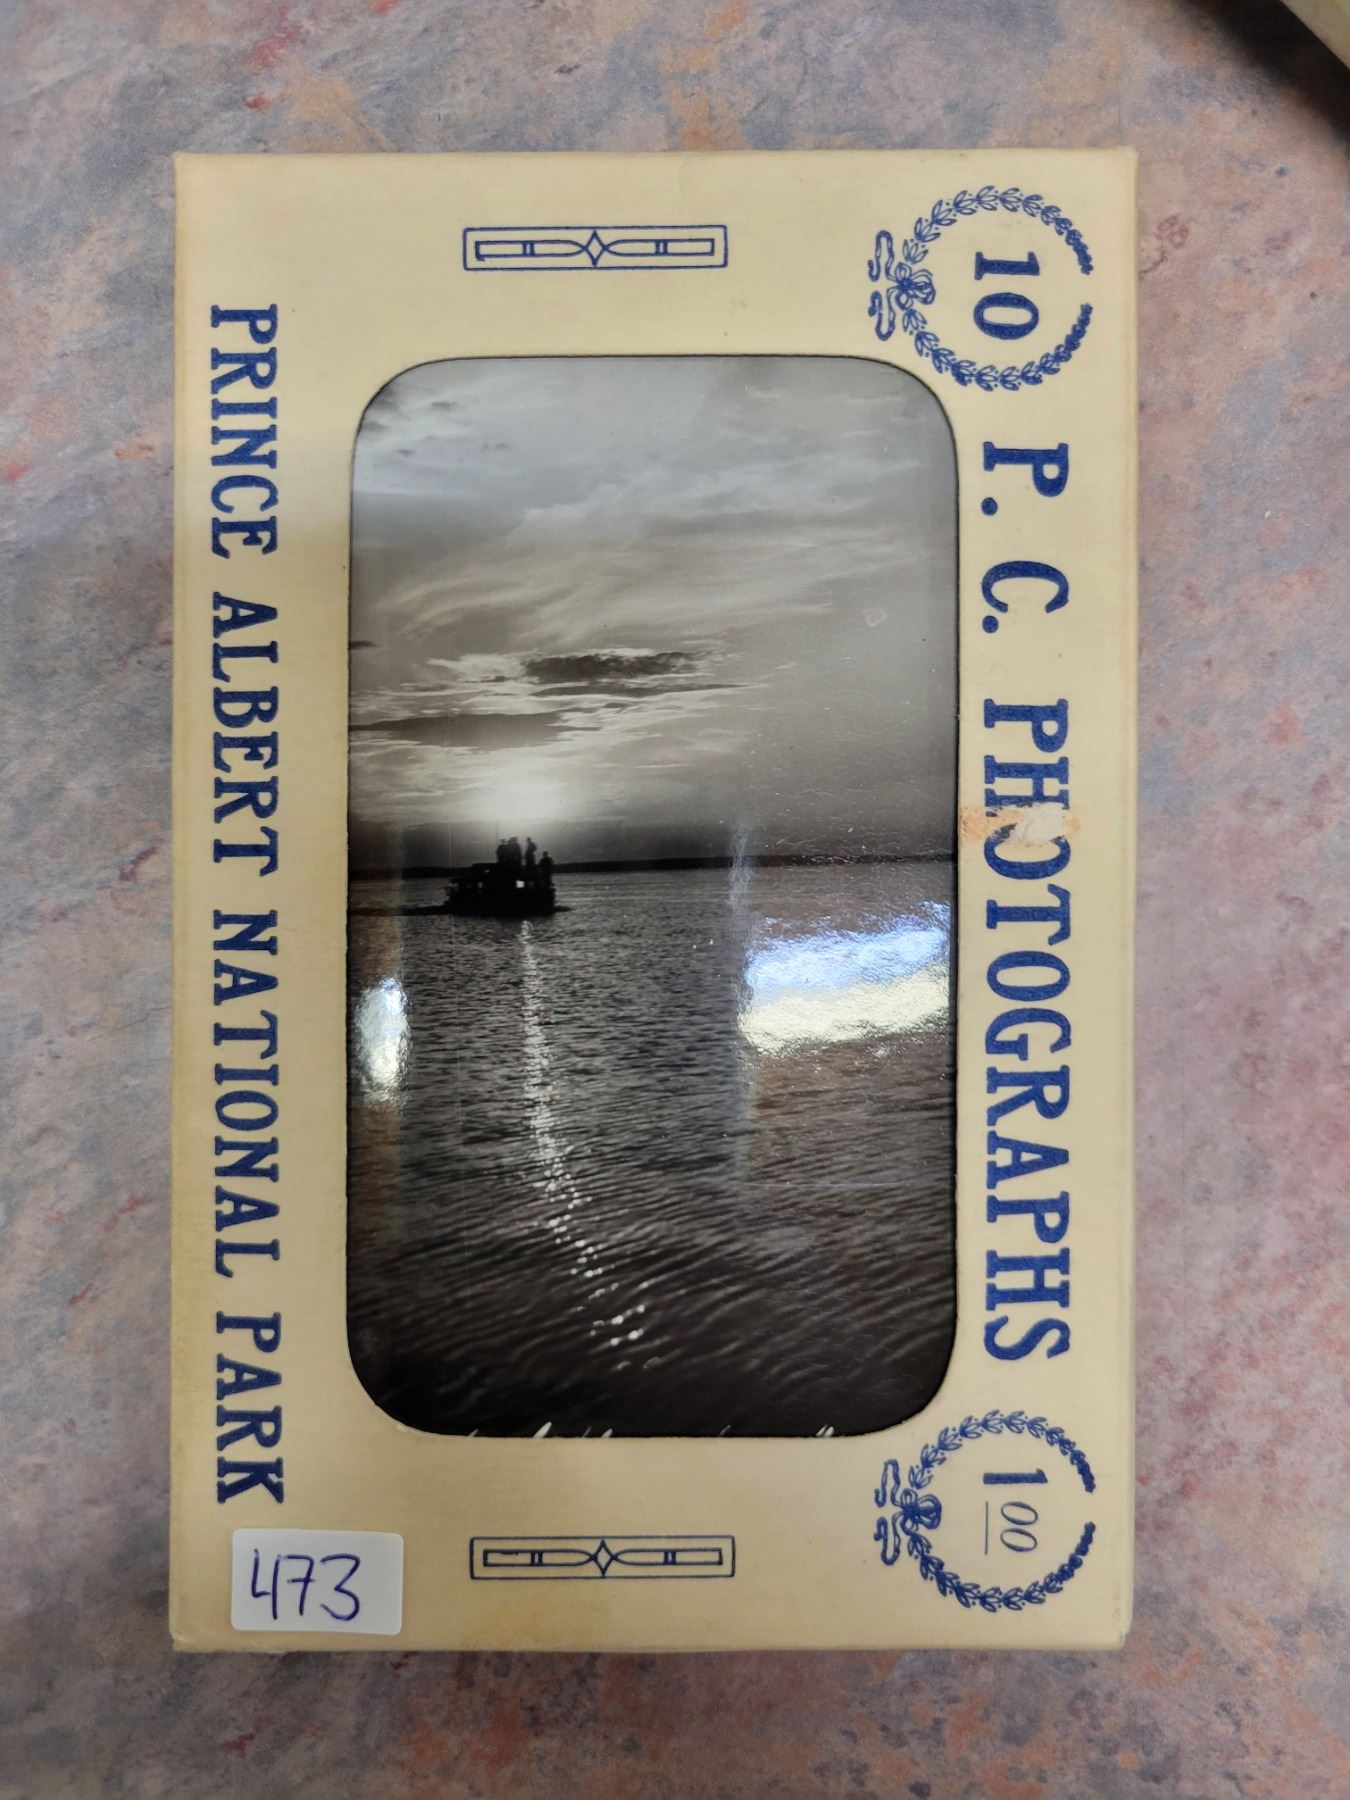 10 P. C. PHOTOGRAPHS 1 00
PRINCE ALBERT NATIONAL PARK
473